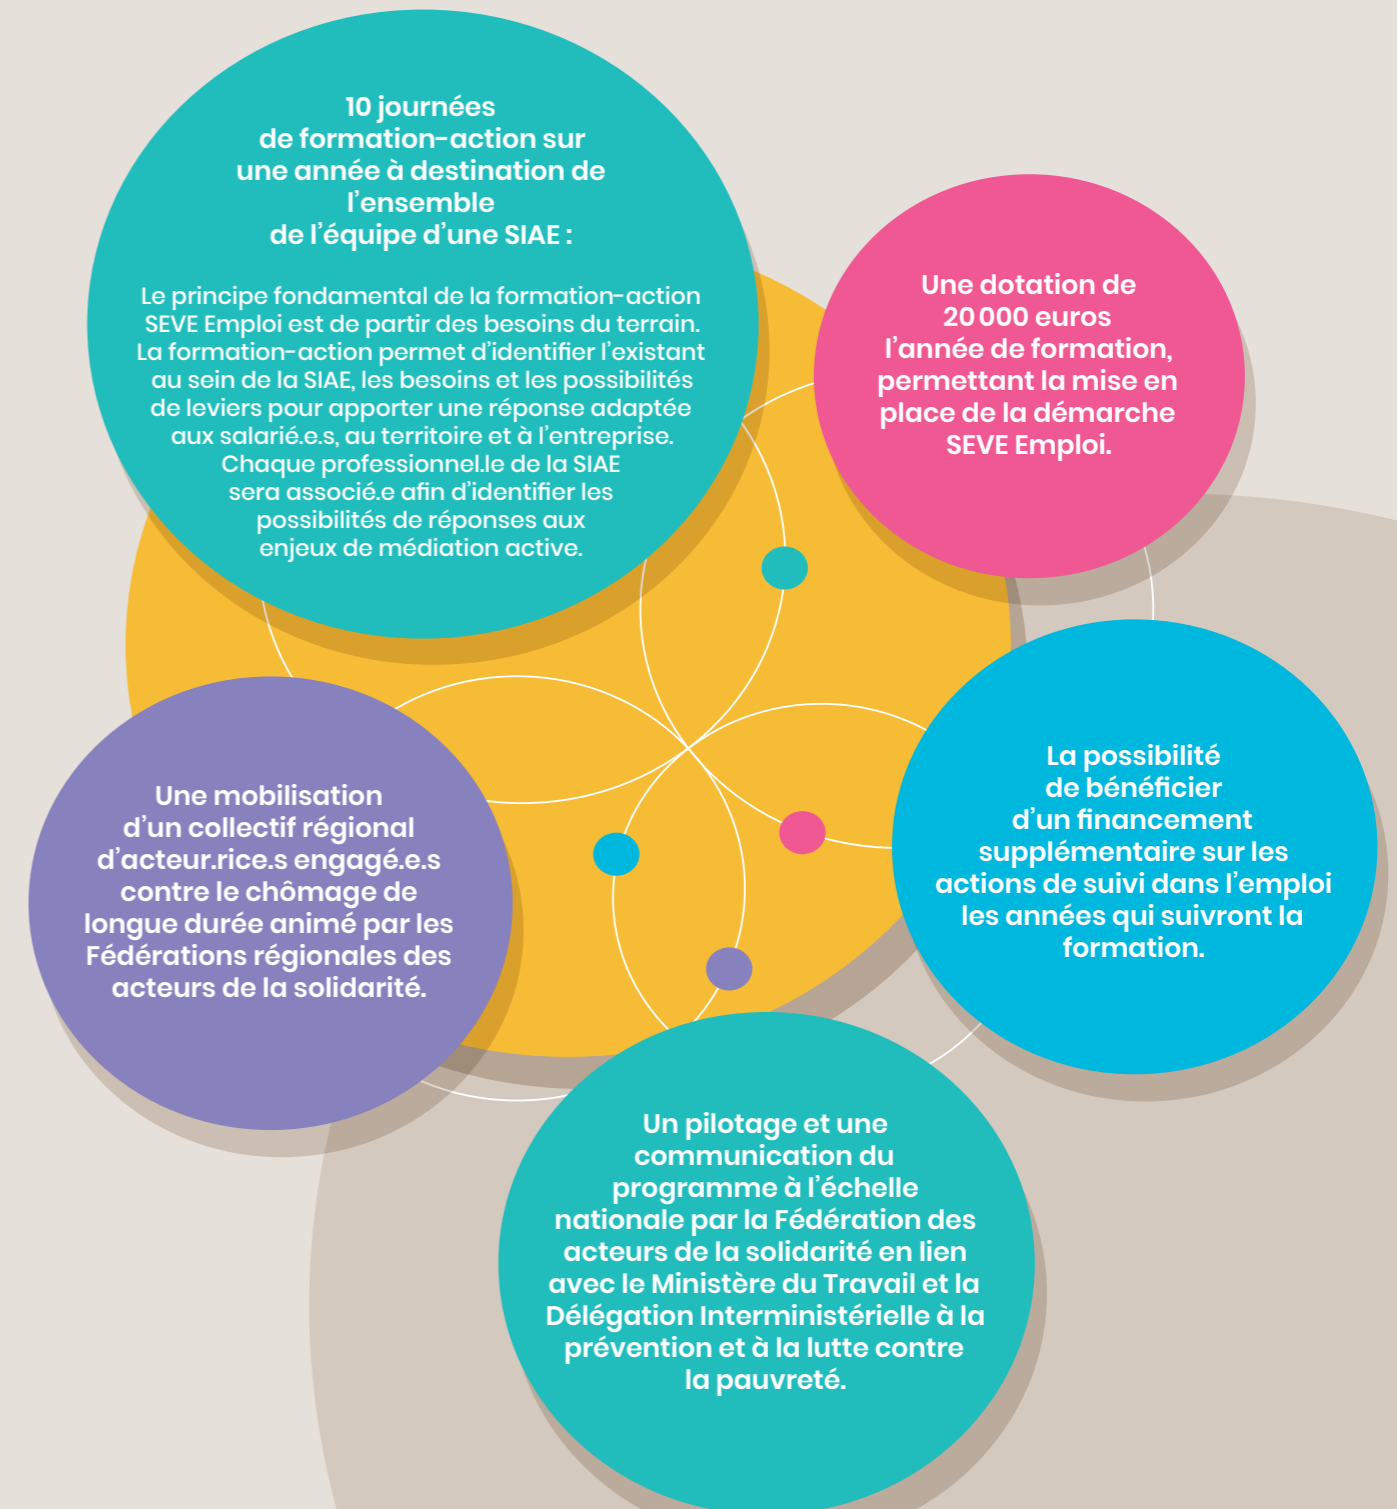 10 journées
de formation-action sur
une année à destination de
l'ensemble
de l'équipe d'une SIAE :
Le principe fondamental de la formation-action
SEVE Emploi est de partir des besoins du terrain.
La formation-action permet d'identifier l'existant
au sein de la SIAE, les besoins et les possibilités
de leviers pour apporter une réponse adaptée
aux salarié.e.s, au territoire et à l'entreprise.
Chaque professionnel.le de la SIAE
sera associé.e afin d'identifier les
possibilités de réponses aux
enjeux de médiation active.
Une dotation de
20 000 euros
l'année de formation,
permettant la mise en
place de la démarche
SEVE Emploi.
La possibilité
de bénéficier
d'un financement
supplémentaire sur les
actions de suivi dans l'emploi
les années qui suivront la
formation.
Une mobilisation
d'un collectif régional
d'acteur.rice.s engagé.e.s
contre le chômage de
longue durée animé par les
Fédérations régionales des
acteurs de la solidarité.
Un pilotage et une
communication du
programme à l'échelle
nationale par la Fédération des
acteurs de la solidarité en lien
avec le Ministère du Travail et la
Délégation Interministérielle à la
prévention et à la lutte contre
la pauvreté.